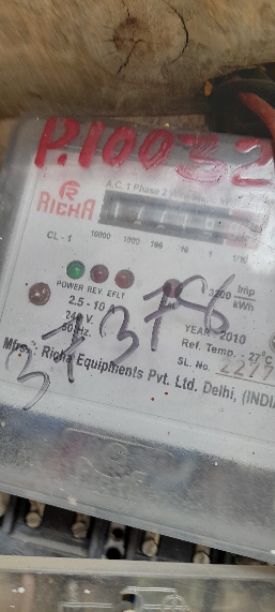 P.10032
A.C. 1 Phase 2
RICHA
CL - 1 10000 1000 100 10 1 1/10
POWER REV. EFLT
3200 Imp/kWh
2.5 - 10 A
240 V.
50 Hz.
YEAR - 2010
Ref. Temp. - 27°C
SL. No.
Mfg. : Richa Equipments Pvt. Ltd. Delhi, (INDIA